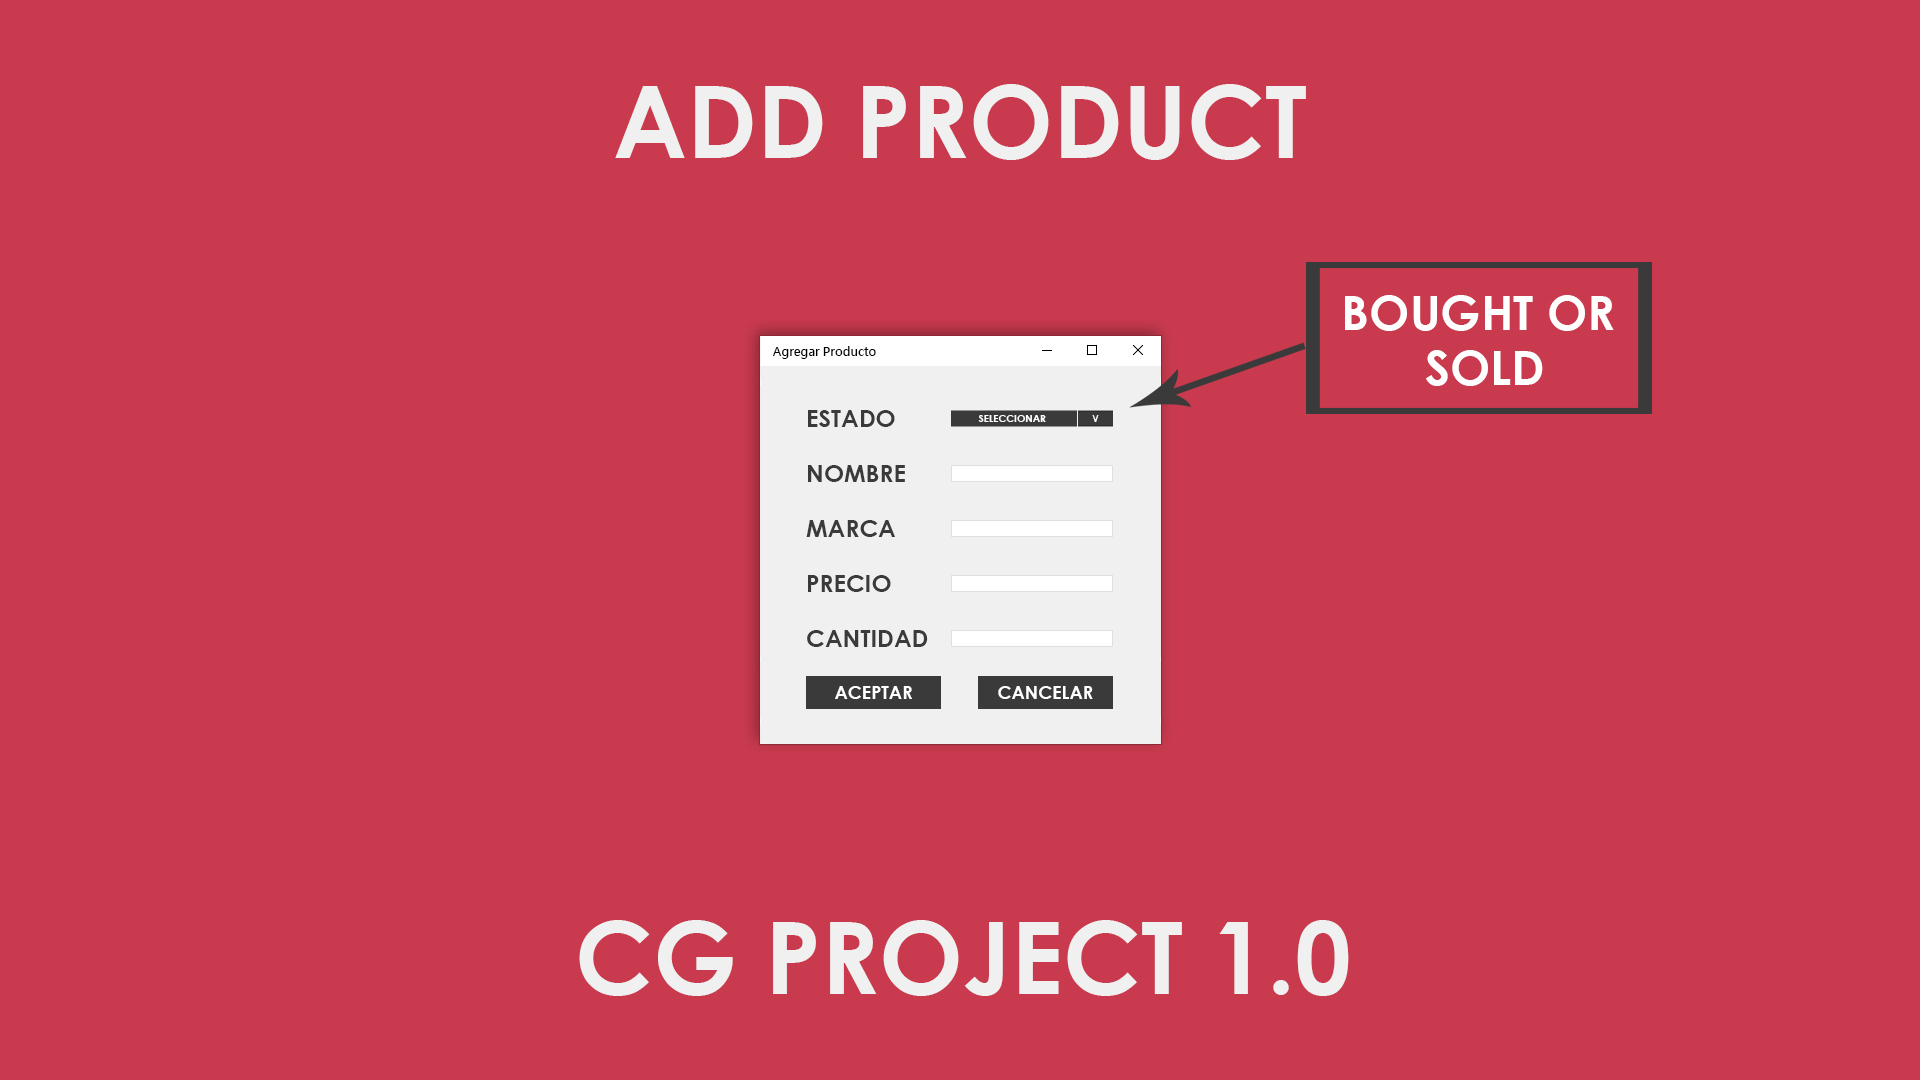 ADD PRODUCT
BOUGHT OR
SOLD
Agregar Producto
ESTADO SELECCIONAR V
NOMBRE
MARCA
PRECIO
CANTIDAD
ACEPTAR CANCELAR
CG PROJECT 1.0